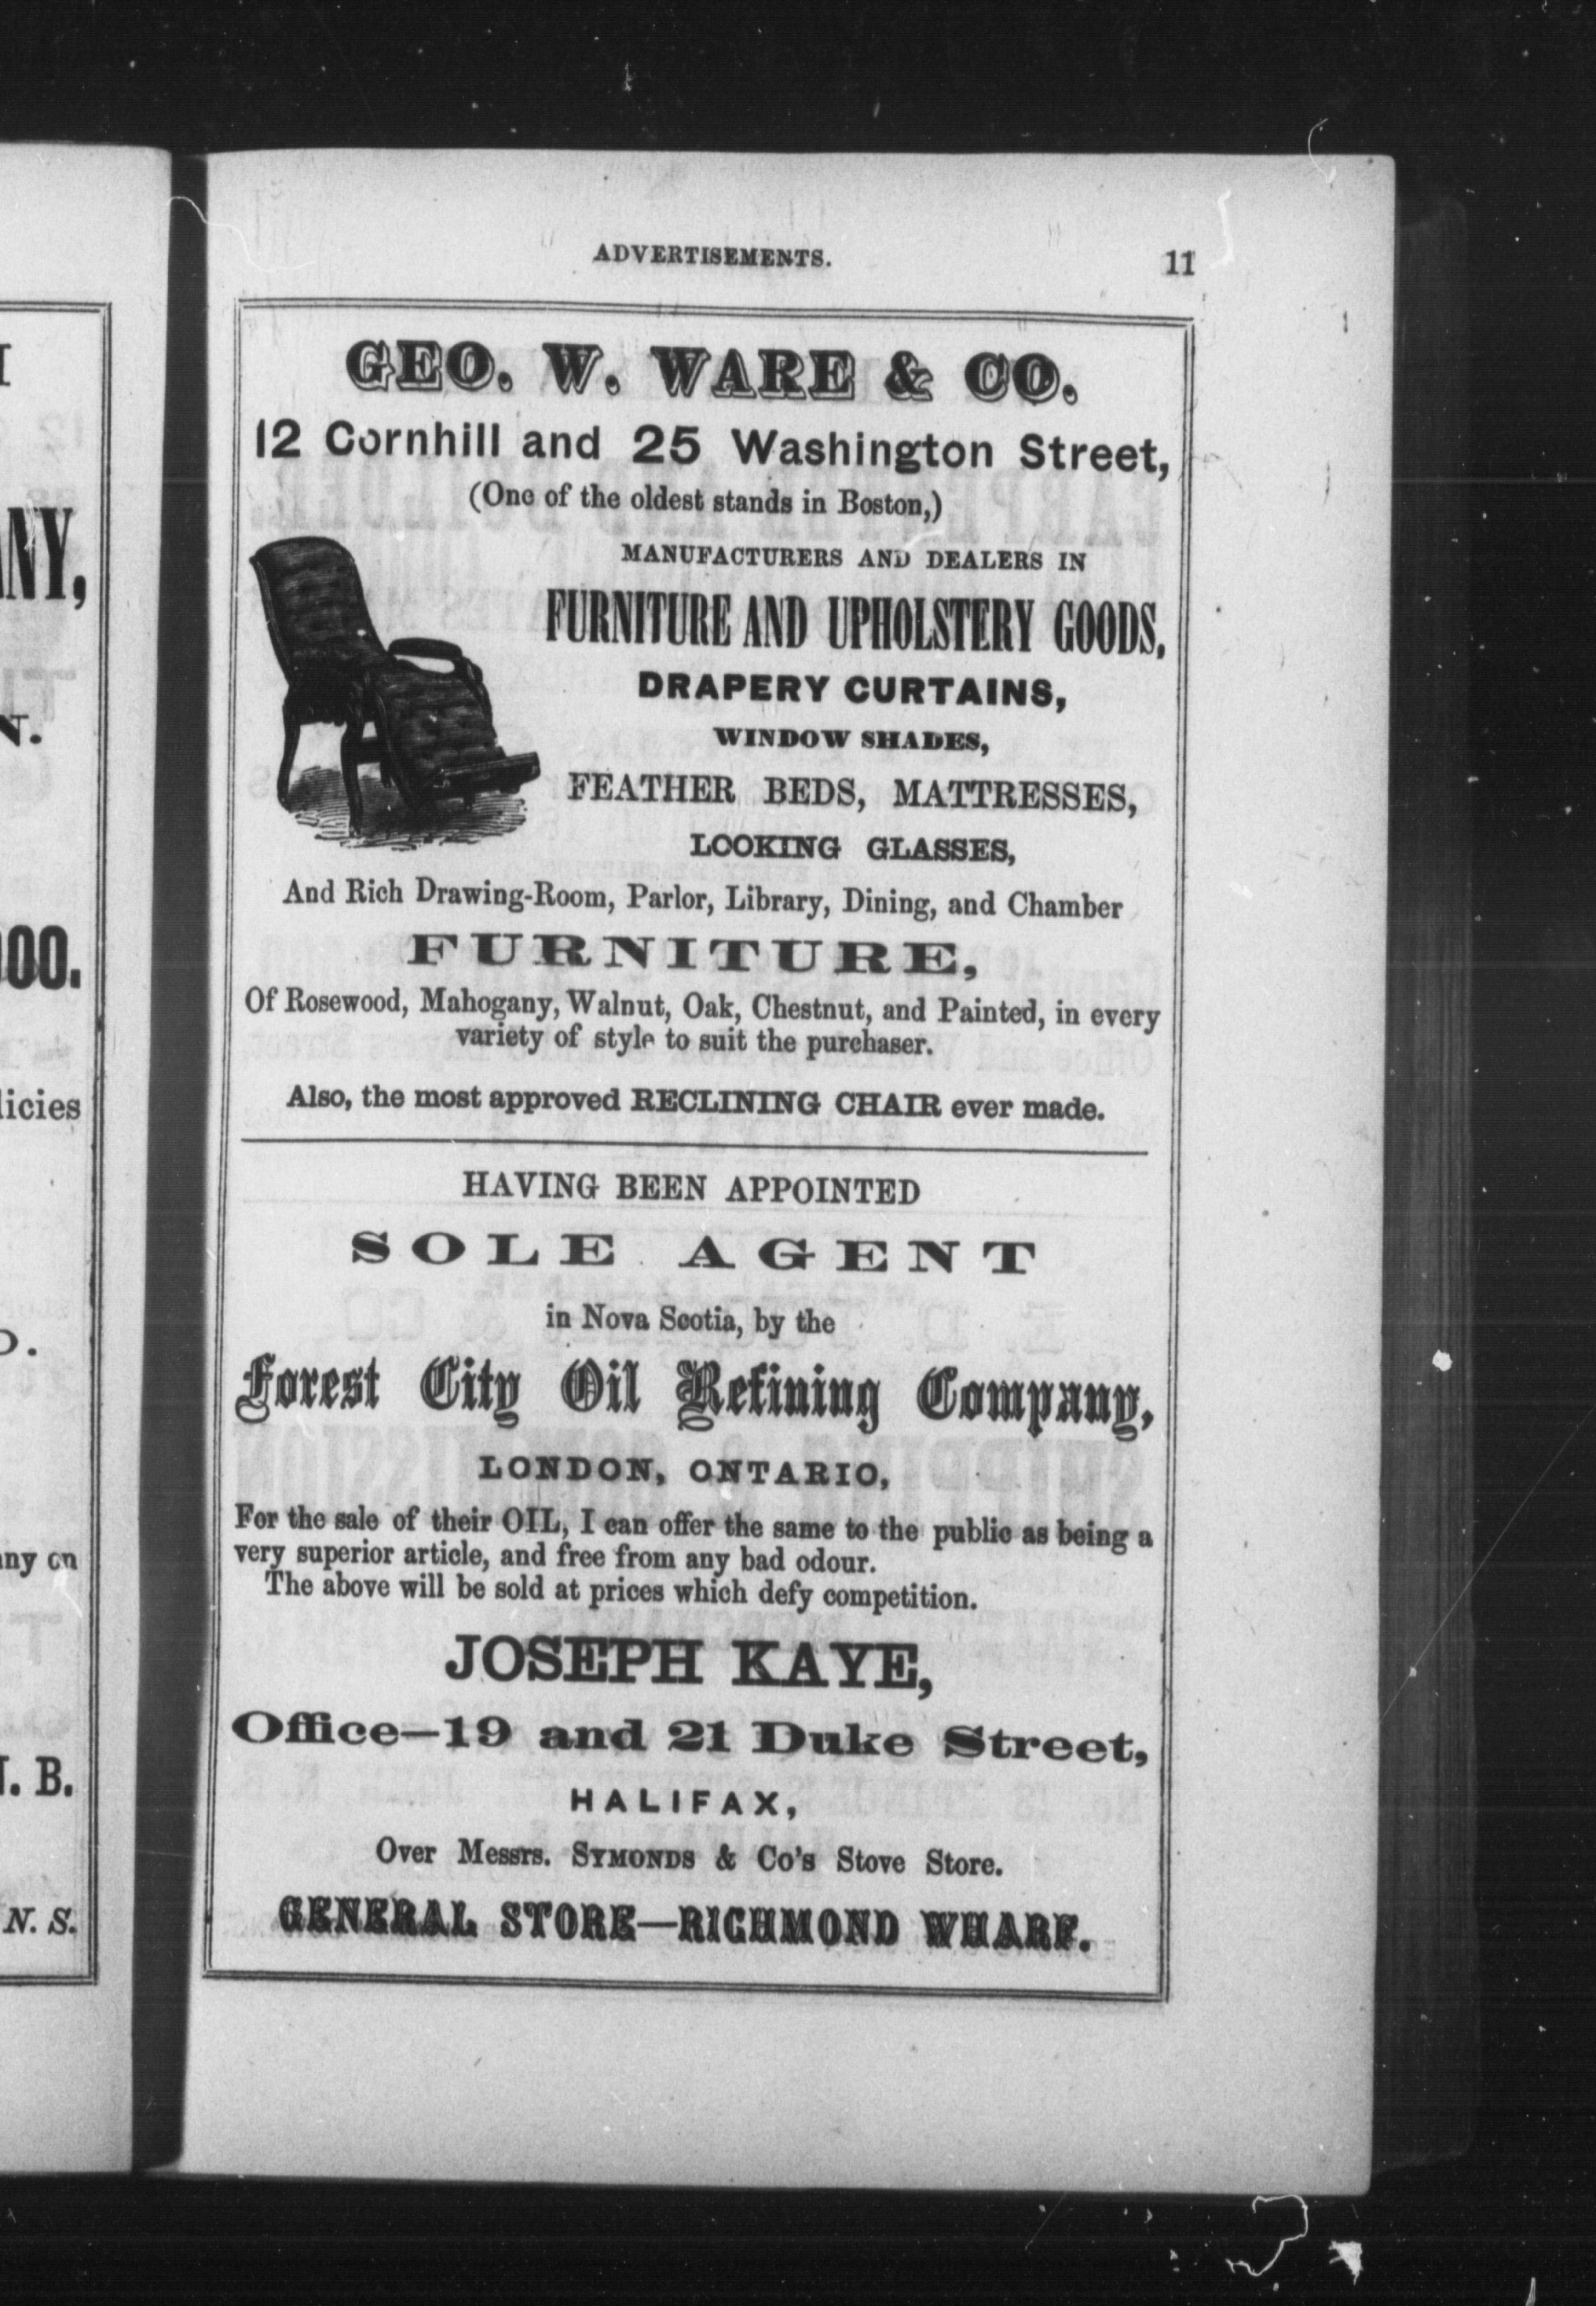 ADVERTISEMENTS. 11
GEO. W. WARE & CO.
12 Cornhill and 25 Washington Street,
(One of the oldest stands in Boston,)
MANUFACTURERS AND DEALERS IN
FURNITURE AND UPHOLSTERY GOODS,
DRAPERY CURTAINS,
WINDOW SHADES,
FEATHER BEDS, MATTRESSES,
LOOKING GLASSES,
And Rich Drawing-Room, Parlor, Library, Dining, and Chamber
FURNITURE,
Of Rosewood, Mahogany, Walnut, Oak, Chestnut, and Painted, in every
variety of style to suit the purchaser.
Also, the most approved RECLINING CHAIR ever made.
HAVING BEEN APPOINTED
SOLE AGENT
in Nova Scotia, by the
Forest City Oil Refining Company,
LONDON, ONTARIO,
For the sale of their OIL, I can offer the same to the public as being a
very superior article, and free from any bad odour.
The above will be sold at prices which defy competition.
JOSEPH KAYE,
Office—19 and 21 Duke Street,
HALIFAX,
Over Messrs. SYMONDS & Co's Stove Store.
GENERAL STORE—RICHMOND WHARF.